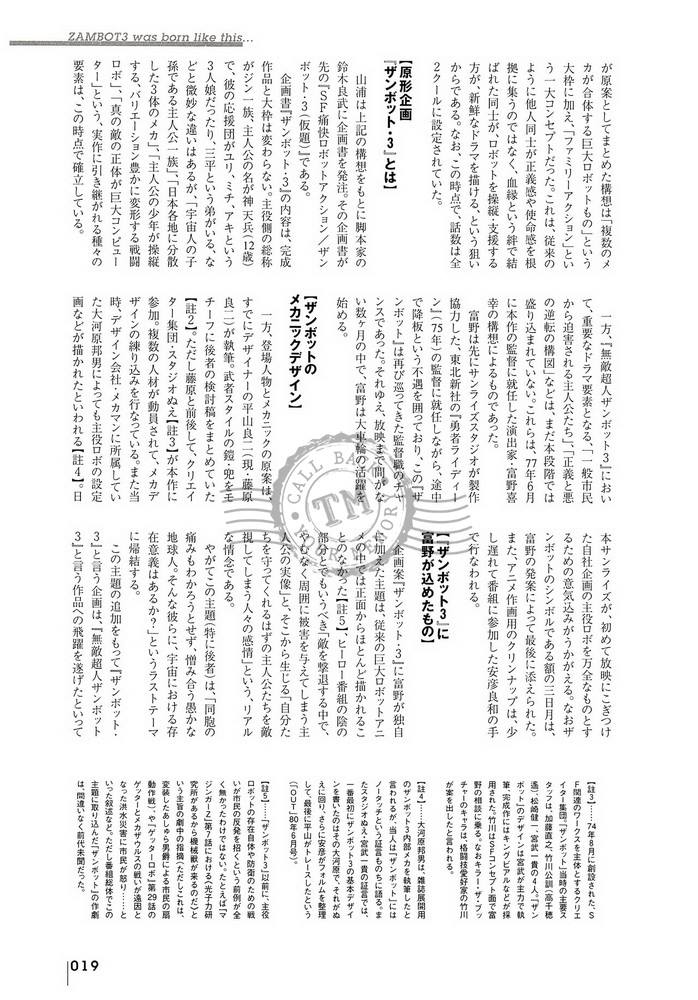 ZAMBOT3 was born like this...
が原案としてまとめた構想は「複数のメ
カが合体する巨大ロボットもの」という
大枠に加え、「ファミリーアクション」とい
う一大コンセプトだった。これは、従来の
ように他人同士が正義感や使命感を根
拠に集うのではなく、血縁という絆で結
ばれた同士が、ロボットを操縦・支援する
方が、新鮮なドラマを描ける、という狙い
からである。なお、この時点で、話数は全
2クールに設定されていた。
【原形企画
『ザンボット・3』とは】
山浦は上記の構想をもとに脚本家の
鈴木良武に企画書を発注。その企画書が
先の『SF痛快ロボットアクション/ザン
ボット・3(仮題)』である。
企画書『ザンボット・3』の内容は、完成
作品と大枠は変わらない。主役側の総称
がジン一族、主人公の名が神 天兵(12歳)
で、彼の応援団がユリ、ミチ、アキという
3人娘だったり、三平という弟がいる、な
どと微妙な違いはあるが、「宇宙人の子
孫である主人公一族」、「日本各地に分散
した3体のメカ」、「主人公の少年が操縦
する、バリエーション豊かに変形する戦闘
ロボ」、「真の敵の正体が巨大コンピュー
ター」という、実作に引き継がれる種々の
要素は、この時点で確立している。
一方、『無敵超人ザンボット3』におい
て、重要なドラマ要素となる、「一般市民
から迫害される主人公たち」、「正義と悪
の逆転の構図」などは、まだ本段階では
盛り込まれていない。これらは、77年6月
に本作の監督に就任した演出家・富野喜
幸の構想によるものであった。
富野は先にサンライズスタジオが製作
協力した、東北新社の『勇者ライディー
ン』(75年)の監督に就任しながら、途中
で降板という不遇を囲っており、この『ザ
ンボット』は再び巡ってきた監督職のチャ
ンスであった。それゆえ、放映まで間がな
い数ヶ月の中で、富野は大車輪の活躍を
始める。
【ザンボットの
メカニックデザイン】
一方、登場人物とメカニックの原案は、
すでにデザイナーの平山良二(現・藤原
良二)が執筆。武者スタイルの鎧・兜をモ
チーフに後者の検討稿をまとめていた
【註2】。ただし藤原と前後して、クリエイ
ター集団・スタジオぬえ【註3】が本作に
参加。複数の人材が動員されて、メカデ
ザインの練り込みを行なっている。また当
時、デザイン会社・メカマンに所属してい
た大河原邦男によっても主役ロボの設定
画などが描かれたといわれる【註4】。日
本サンライズが、初めて放映にこぎつけ
た自社企画の主役ロボを万全なものとす
るための意気込みがうかがえる。なおザ
ンボットのシンボルである額の三日月は、
富野の発案によって最後に添えられた。
また、アニメ作画用のクリンナップは、少
し遅れて番組に参加した安彦良和の手
で行なわれる。
【『ザンボット3』に
富野が込めたもの】
企画案『ザンボット・3』に富野が独自
に加えた主題は、従来の巨大ロボットアニ
メの中では正面からほとんど描かれるこ
とのなかった【註5】、ヒーロー番組の陰の
部分とでもいうべき「敵を撃退する中で、
やむなく周囲に被害を与えてしまう主
人公の実像」と、そこから生じる「自分た
ちを守ってくれるはずの主人公たちを敵
視してしまう人々の感情」という、リアル
な情念である。
やがてこの主題(特に後者)は、「同胞の
痛みもわかろうとせず、憎み合う愚かな
地球人。そんな彼らに、宇宙における存
在意義はあるか?」というラストテーマ
に帰結する。
この主題の追加をもって『ザンボット・
3』と言う企画は、『無敵超人ザンボット
3』と言う作品への飛躍を遂げたといって
【註3】……74年8月に創設された、S
F関連のワークスを主体とするクリエ
イター集団。『ザンボット』当時の主要ス
タッフは、加藤直之、竹川公訓(高千穂
遙)、松崎健一、宮武一貴の4人。『ザン
ボット』のデザインは宮武が主力で執
筆、完成作にはキングビアルなどが採
用された。竹川はSFコンセプト面で富
野の相談に乗る。なおキラー・ザ・ブッ
チャーのキャラは、格闘技愛好家の竹川
が案を出したと言われる。
【註4】……大河原邦男は、雑誌展開用
のザンボット3内部メカを執筆したと
言われるが、当人は「『ザンボット』には
ノータッチ」という証言ものちに語る。ま
たスタジオぬえ・宮武一貴の証言では、
一番最初にザンボット3の基本デザイ
ンを書いたのはその大河原で、それがぬ
えに回り、さらに安彦がフォルムを整理
して最後に平山がトレースしたという
(「OUT」80年6月号)。
【註5】……『ザンボット3』以前に、主役
ロボットの存在自体や防衛のための戦
いが市民の反発を招くという前例が全
く無かったわけではない。たとえば『マ
ジンガーZ』第7話における〈光子力研
究所があるから機械獣が来るのだ〉と
いう主旨の劇中の指摘(ただしこれは、
変装したあしゅら男爵による市民の扇
動作戦)、や『ゲッターロボ』第29話の
ゲッターとメカザウルスの戦いが遠因と
なった洪水災害に市民が怒り……と
いった叙述など。ただし番組総体でこの
主題に取り込んだ『ザンボット』の作劇
は、間違いなく前代未聞だった。
CALL BA
TM
019